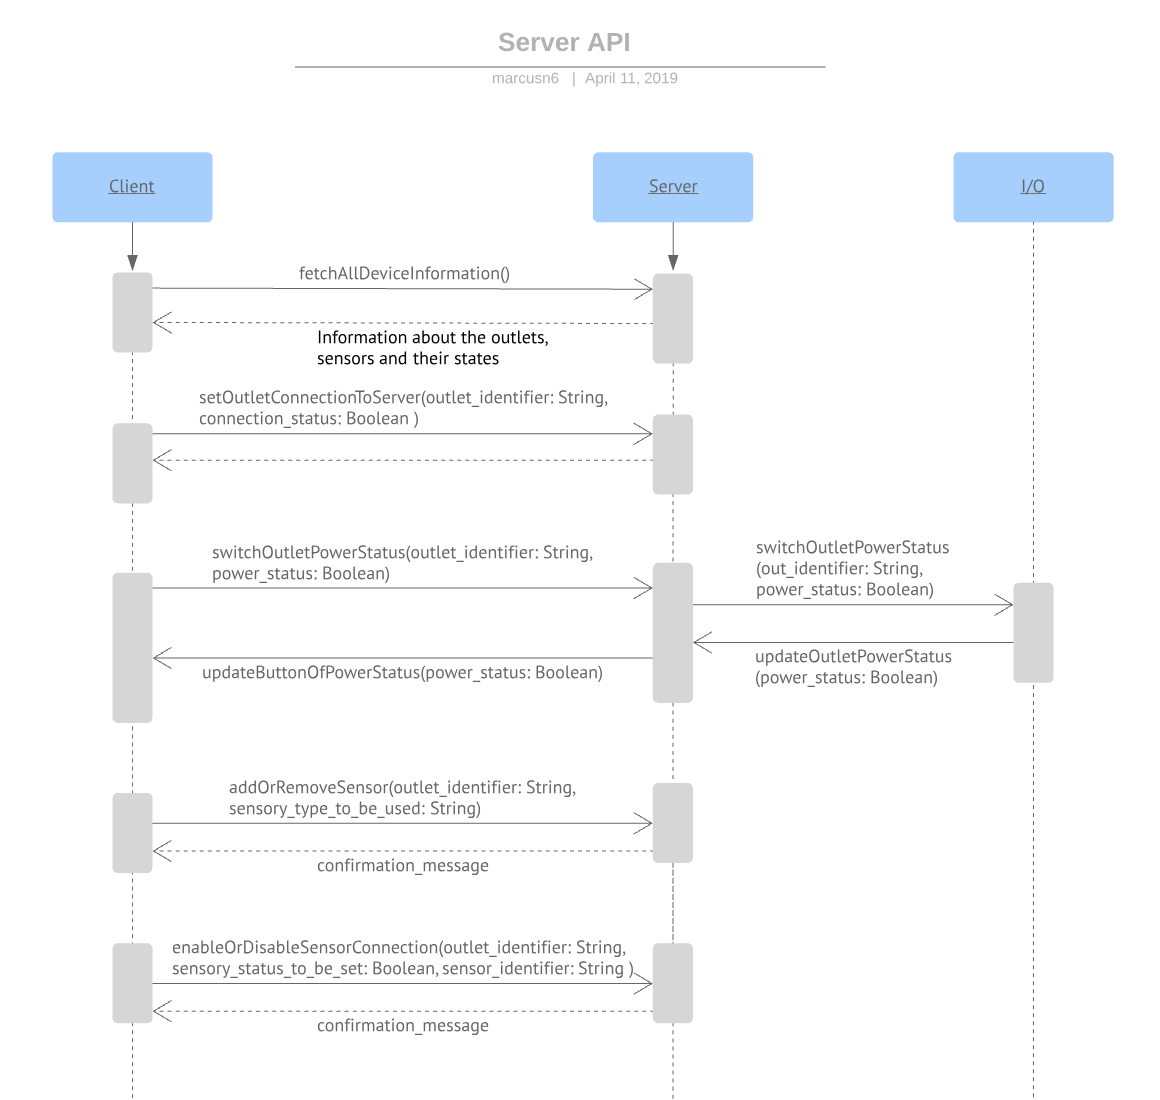 Server API
marcusn6 | April 11, 2019
Client
Server
I/O
fetchAllDeviceInformation()
Information about the outlets,
sensors and their states
setOutletConnectionToServer(outlet_identifier: String,
connection_status: Boolean )
switchOutletPowerStatus(outlet_identifier: String,
power_status: Boolean)
switchOutletPowerStatus
(out_identifier: String,
power_status: Boolean)
updateOutletPowerStatus
(power_status: Boolean)
updateButtonOfPowerStatus(power_status: Boolean)
addOrRemoveSensor(outlet_identifier: String,
sensory_type_to_be_used: String)
confirmation_message
enableOrDisableSensorConnection(outlet_identifier: String,
sensory_status_to_be_set: Boolean, sensor_identifier: String )
confirmation_message